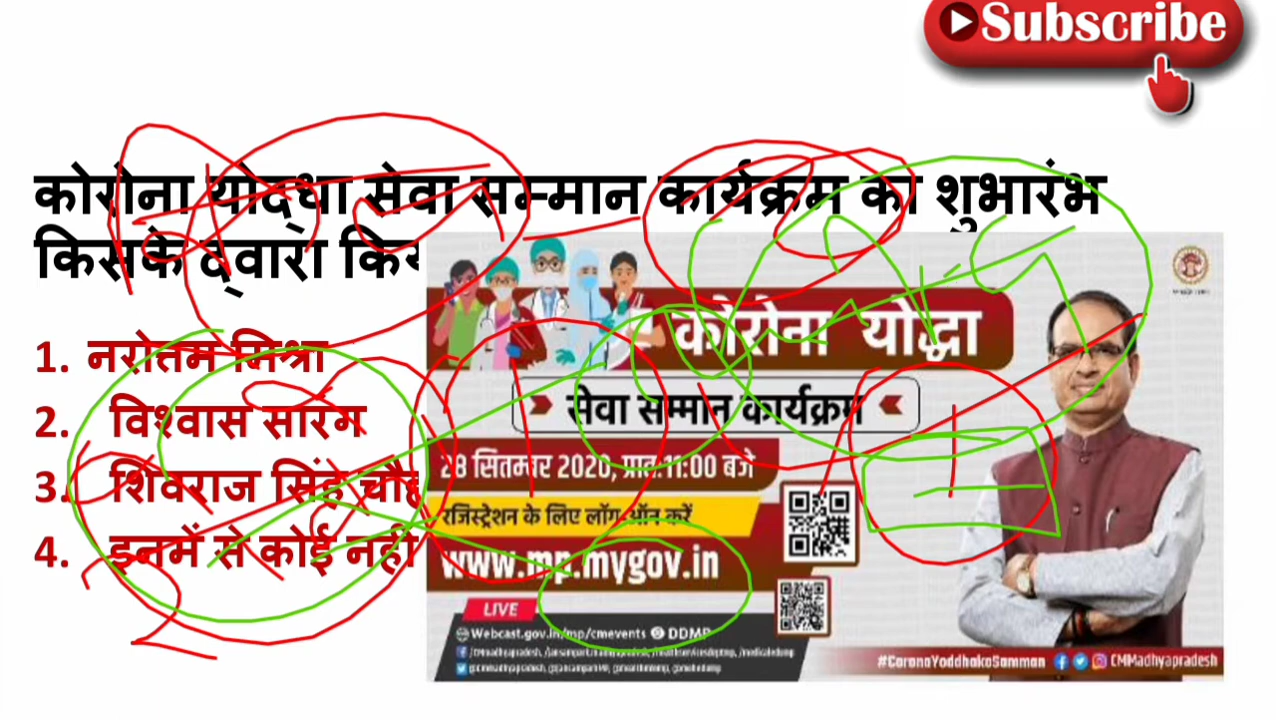 Subscribe
कोरोना योद्धा सेवा सम्मान कार्यक्रम का शुभारंभ
किसके द्वारा
कोरोना योद्धा
1. नरोत्तम मिश्रा
सेवा सम्मान कार्यक्रम
2. विश्वास सारंग
28 सितम्बर 2020, प्रातः 11:00 बजे
3. शिवराज सिंह
रजिस्ट्रेशन के लिए लॉग-ऑन करें
4. इनमें से कोई नहीं
www.mp.mygov.in
LIVE
Webcast.gov.in/mp/cmevents DDMP
#CoronaYoddhakaSamman CMMadhyapradesh